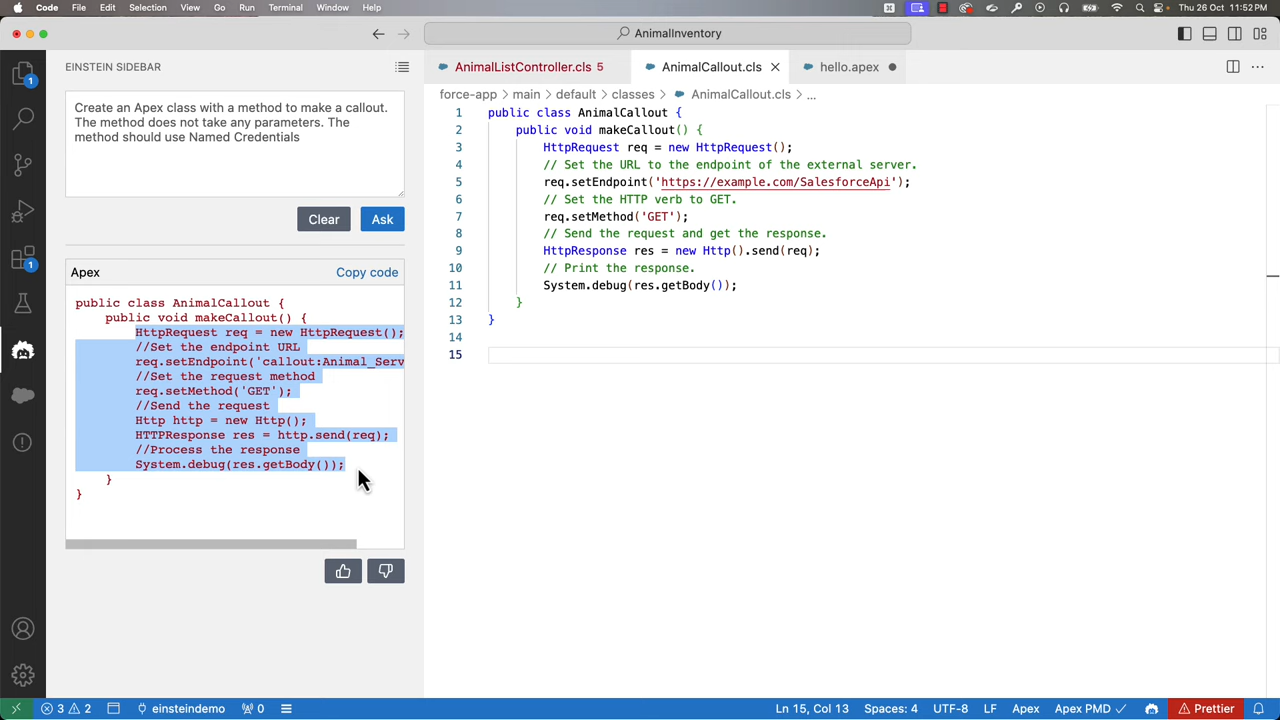 Code File Edit Selection View Go Run Terminal Window Help Thu 26 Oct 11:52 PM
AnimalInventory
EINSTEIN SIDEBAR
Create an Apex class with a method to make a callout.
The method does not take any parameters. The
method should use Named Credentials
Clear Ask
Apex Copy code
public class AnimalCallout {
public void makeCallout() {
HttpRequest req = new HttpRequest();
//Set the endpoint URL
req.setEndpoint('callout:Animal_Serv
//Set the request method
req.setMethod('GET');
//Send the request
Http http = new Http();
HTTPResponse res = http.send(req);
//Process the response
System.debug(res.getBody());
}
}
1
1
AnimalListController.cls 5 AnimalCallout.cls hello.apex
force-app > main > default > classes > AnimalCallout.cls > ...
1 public class AnimalCallout {
2 public void makeCallout() {
3 HttpRequest req = new HttpRequest();
4 // Set the URL to the endpoint of the external server.
5 req.setEndpoint('https://example.com/SalesforceApi');
6 // Set the HTTP verb to GET.
7 req.setMethod('GET');
8 // Send the request and get the response.
9 HttpResponse res = new Http().send(req);
10 // Print the response.
11 System.debug(res.getBody());
12 }
13 }
14
15
3 2 einsteindemo 0 Ln 15, Col 13 Spaces: 4 UTF-8 LF Apex Apex PMD Prettier